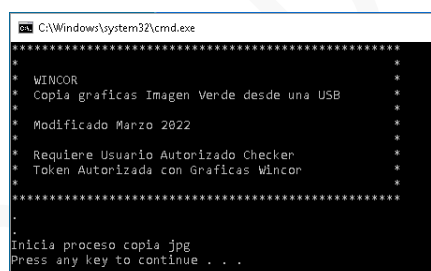 C:\Windows\system32\cmd.exe
****************************************************
* *
* WINCOR *
* Copia graficas Imagen Verde desde una USB *
* *
* Modificado Marzo 2022 *
* *
* Requiere Usuario Autorizado Checker *
* Token Autorizada con Graficas Wincor *
* *
****************************************************
.
.
Inicia proceso copia jpg
Press any key to continue . . .